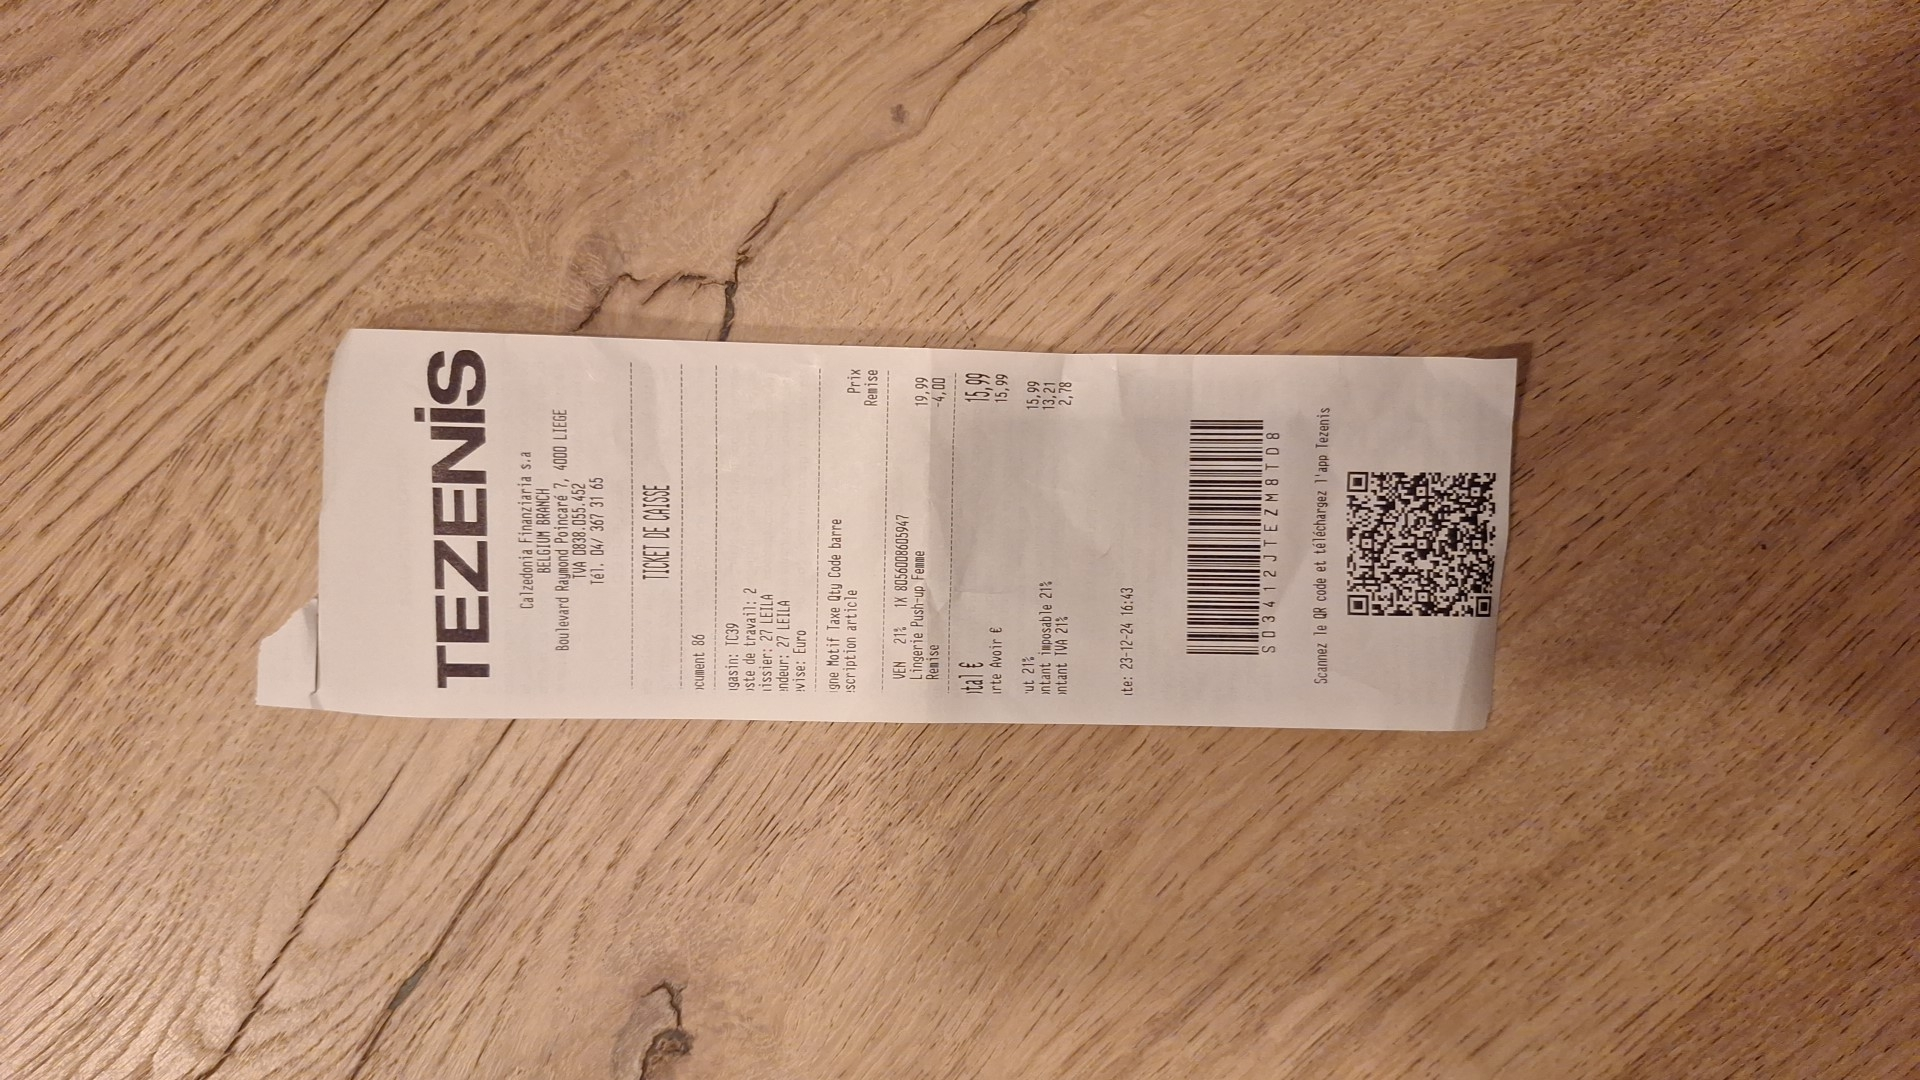 TEZENIS
Calzedonia Finanziaria s.a
BELGIUM BRANCH
Boulevard Raymond Poincaré 7, 4000 LIEGE
TVA 0838.055.452
Tél. 04/ 367 31 65
TICKET DE CAISSE
ocument 86
gasin: TC39
ste de travail: 2
issier: 27 LEILA
ndeur: 27 LEILA
vise: Euro
gne Motif Taxe Qty Code barre Prix
scription article Remise
VEN 21% 1X 8056008605947
Lingerie Push-up Femme 19,99
Remise -4,00
tal € 15,99
rte Avoir € 15,99
ut 21% 15,99
ntant imposable 21% 13,21
ntant TVA 21% 2,78
te: 23-12-24 16:43
SD3412JTEZM8TD8
Scannez le QR code et téléchargez l'app Tezenis